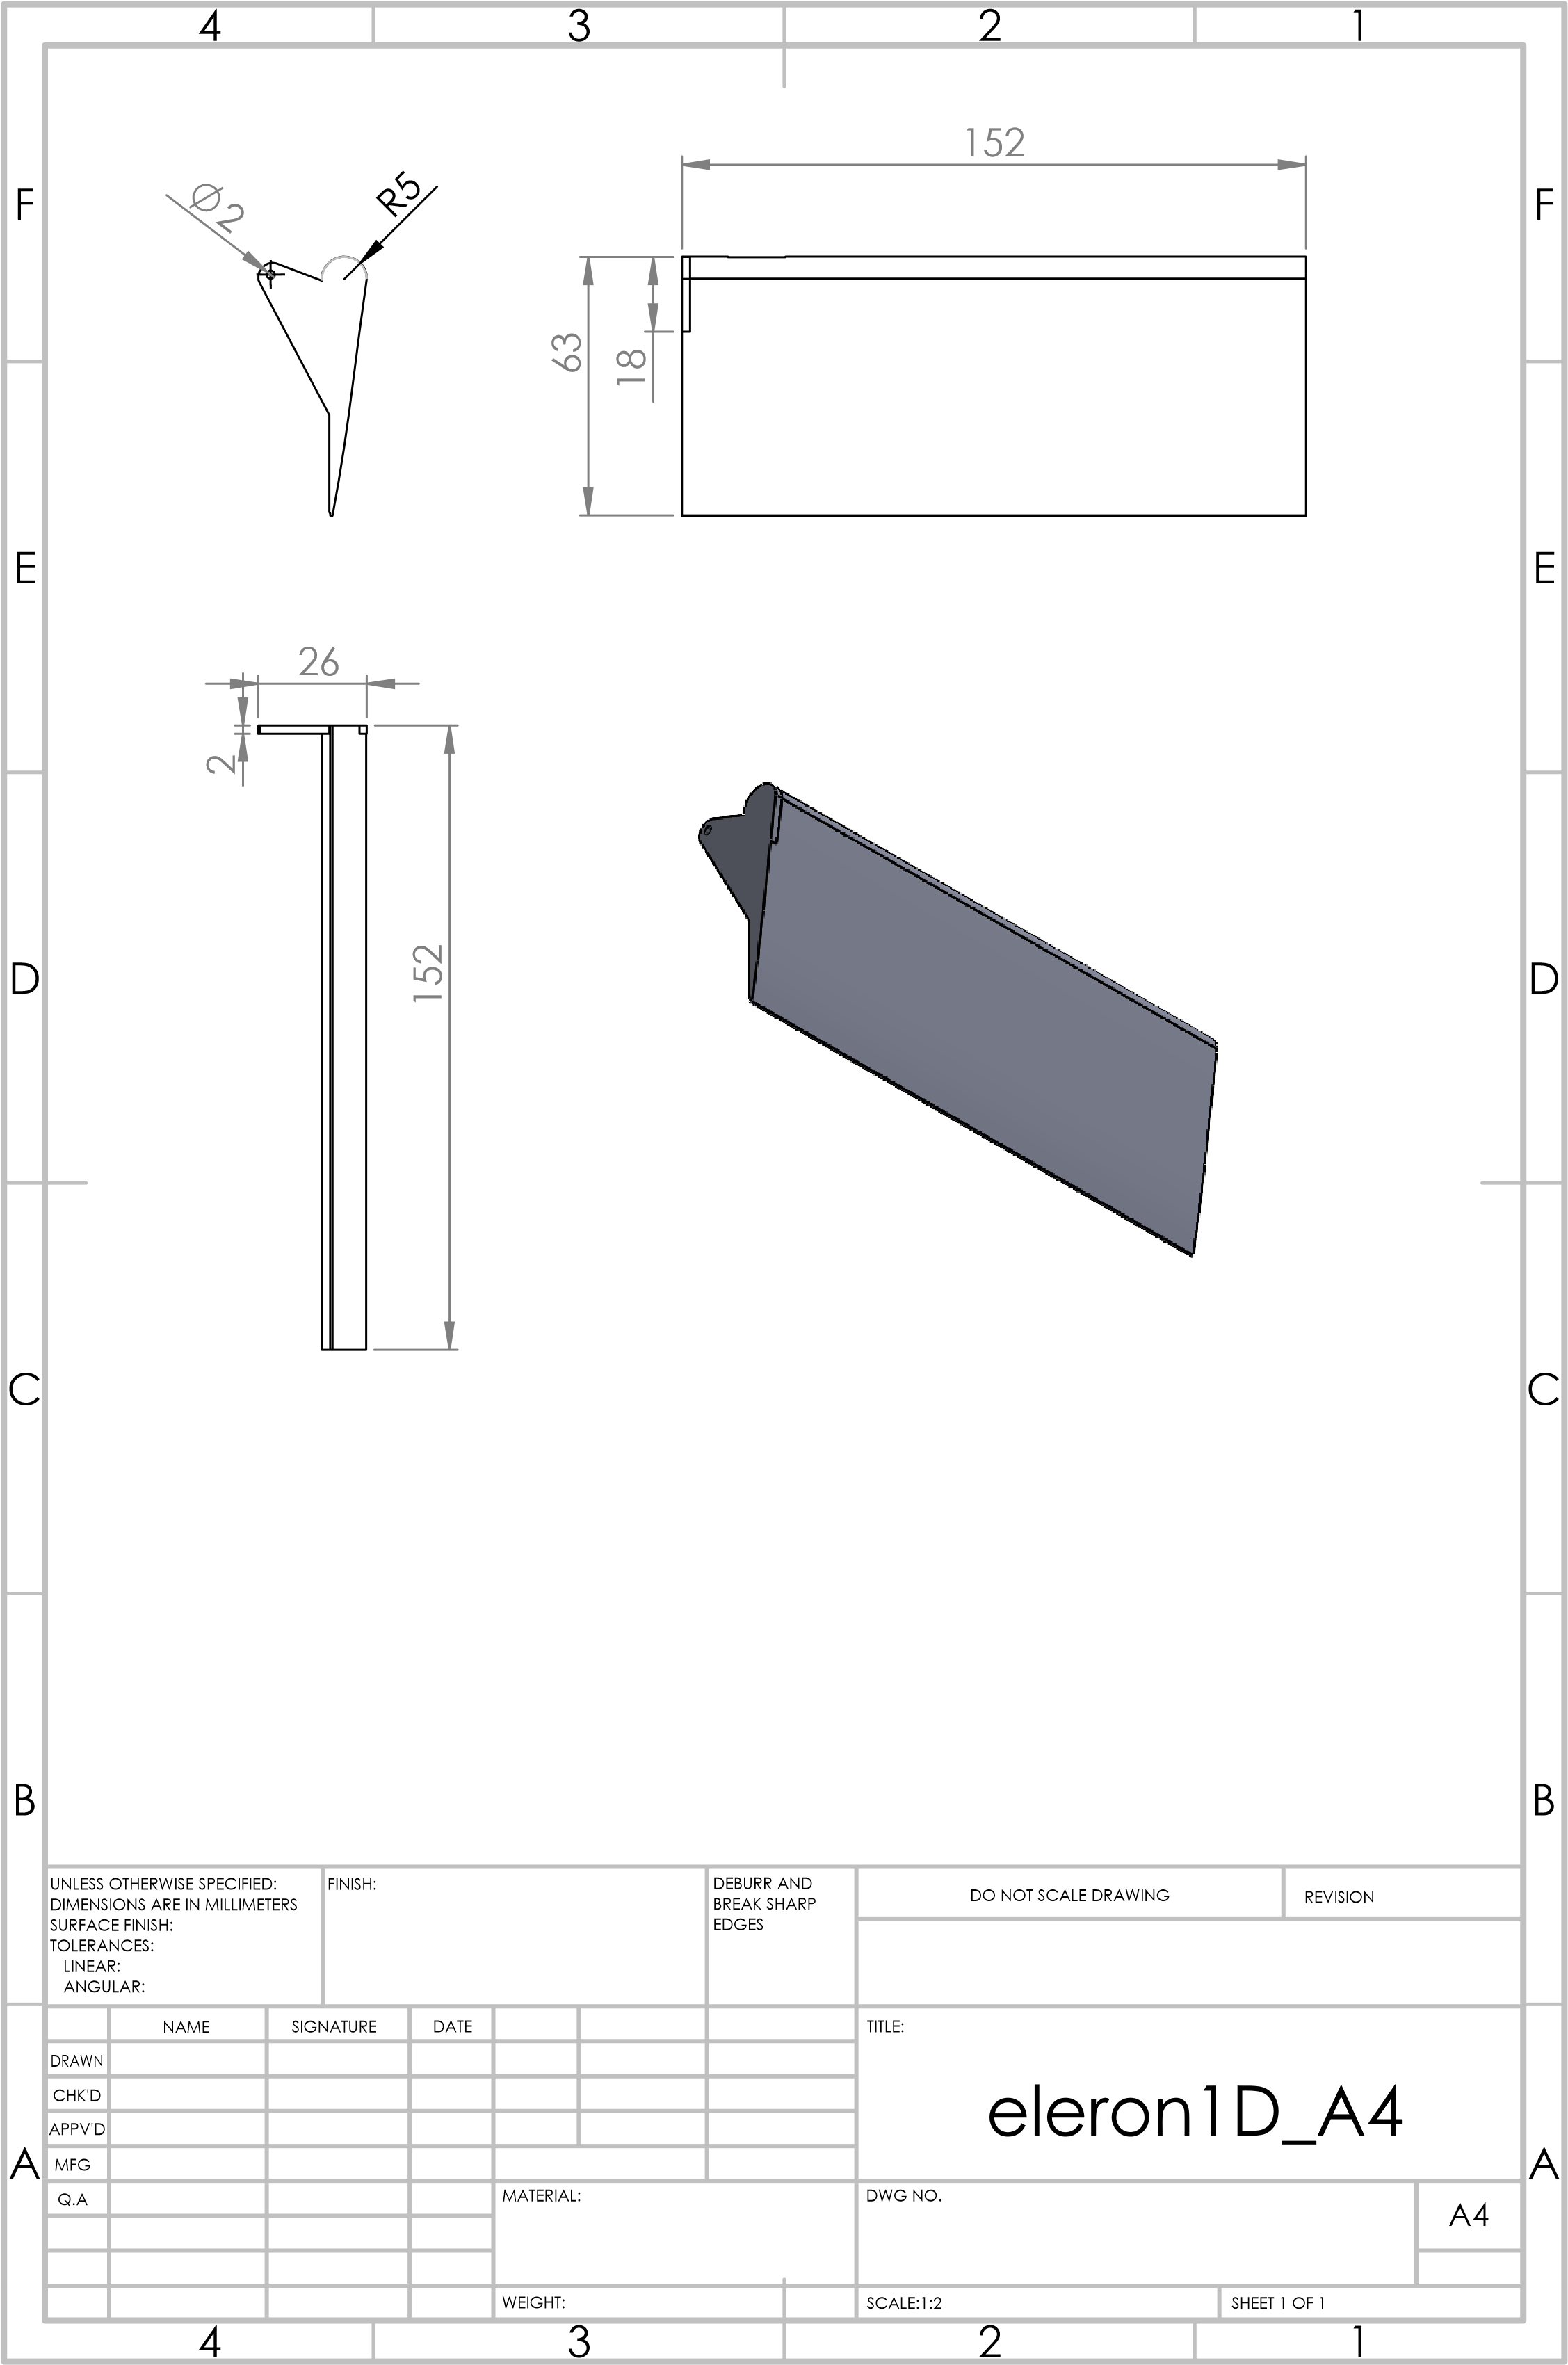 4 3 2 1
F F
E E
D D
C C
B B
A A
152
⌀2
R5
63
18
26
2
152
UNLESS OTHERWISE SPECIFIED:
DIMENSIONS ARE IN MILLIMETERS
SURFACE FINISH:
TOLERANCES:
LINEAR:
ANGULAR:
FINISH:
DEBURR AND
BREAK SHARP
EDGES
DO NOT SCALE DRAWING
REVISION
NAME SIGNATURE DATE
DRAWN
CHK'D
APPV'D
MFG
Q.A
TITLE:
eleron1D_A4
MATERIAL:
DWG NO.
A4
WEIGHT:
SCALE:1:2
SHEET 1 OF 1
4 3 2 1